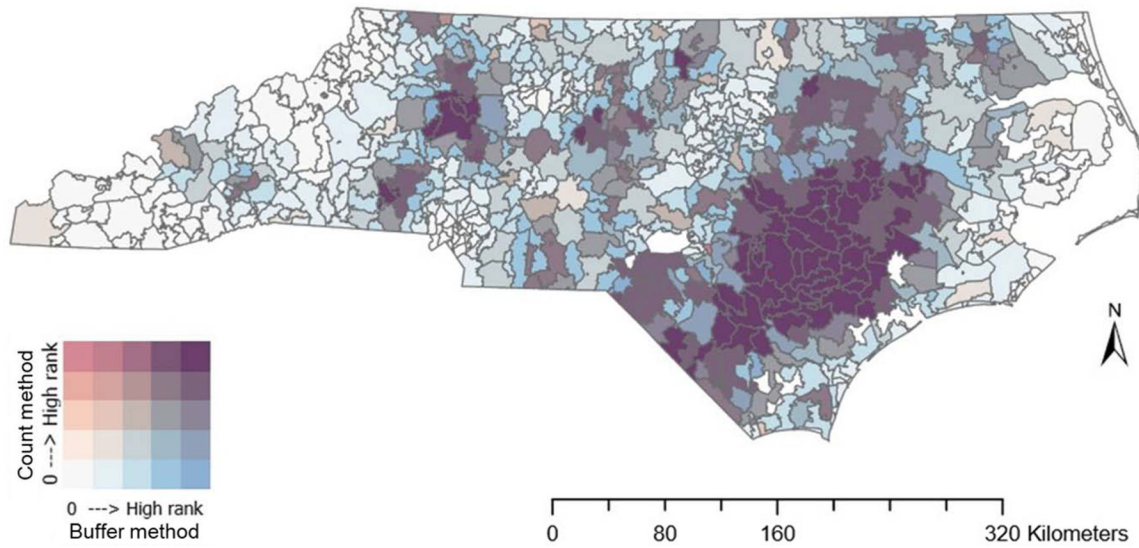 N
Count method
0 ---> High rank
0 ---> High rank
Buffer method
0 80 160 320 Kilometers